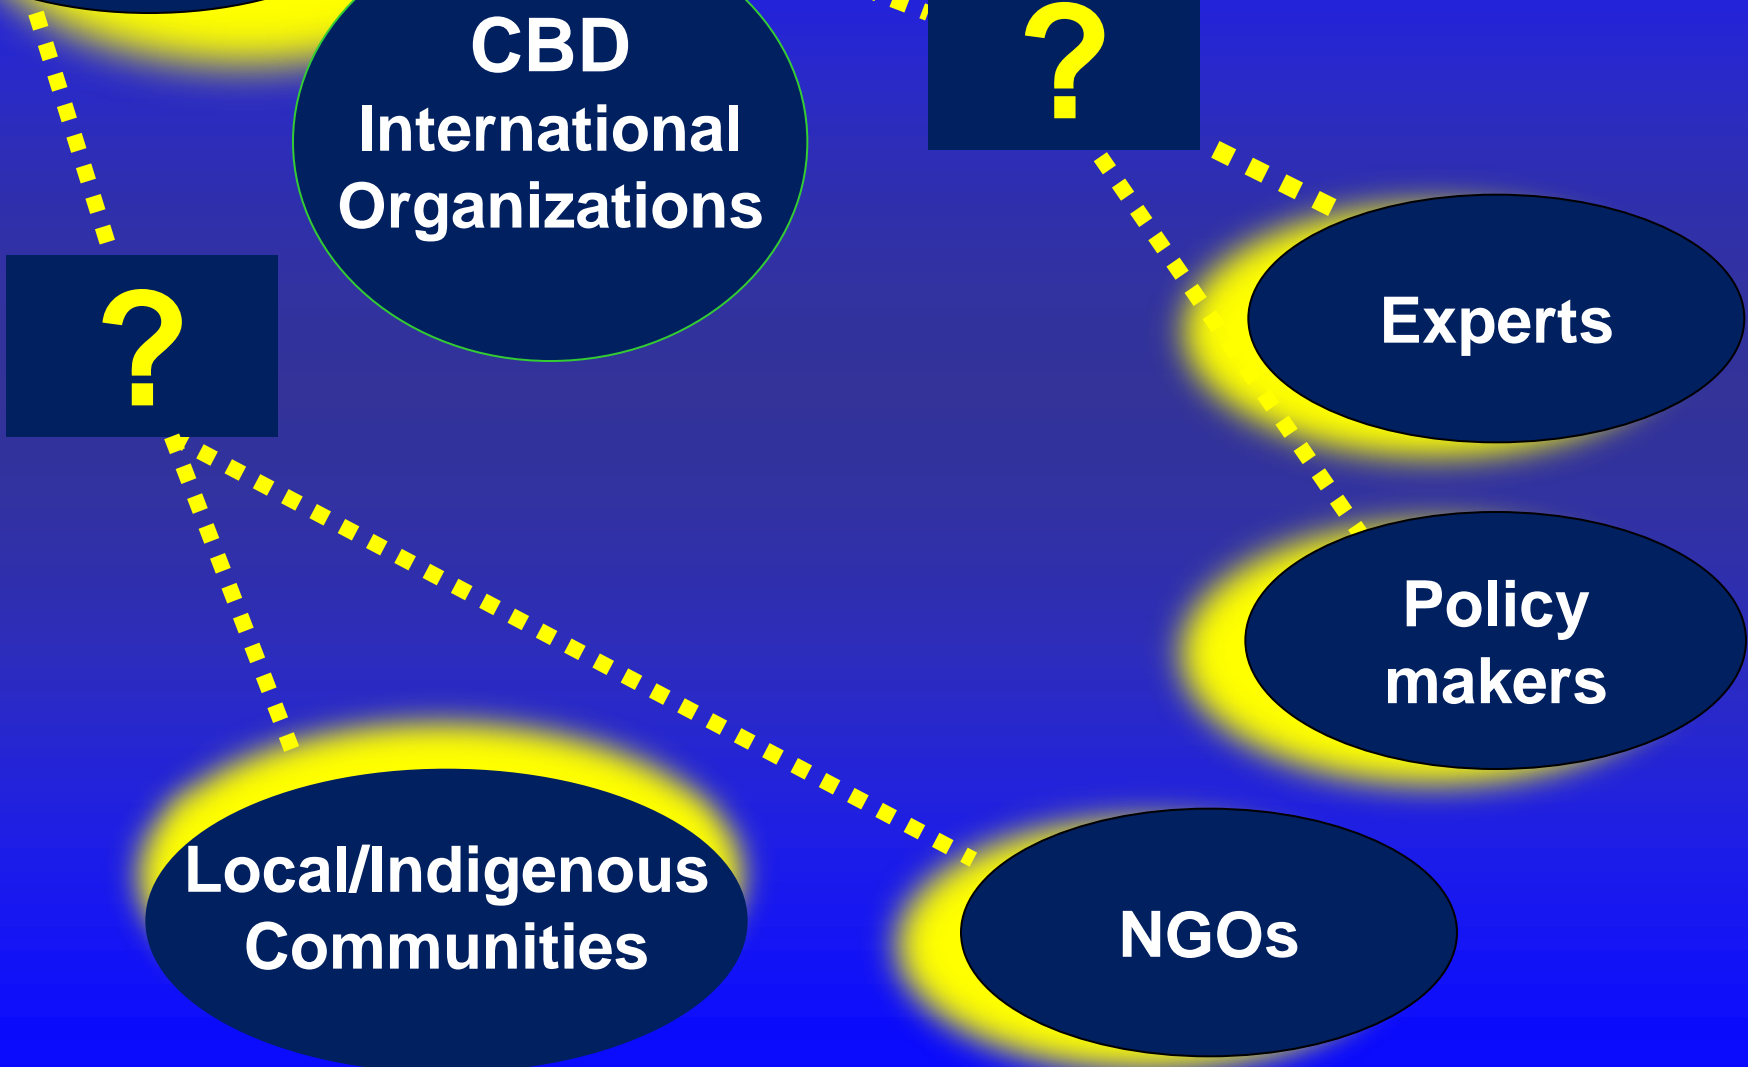 CBD
International
Organizations
?
?
Experts
Policy
makers
Local/Indigenous
Communities
NGOs